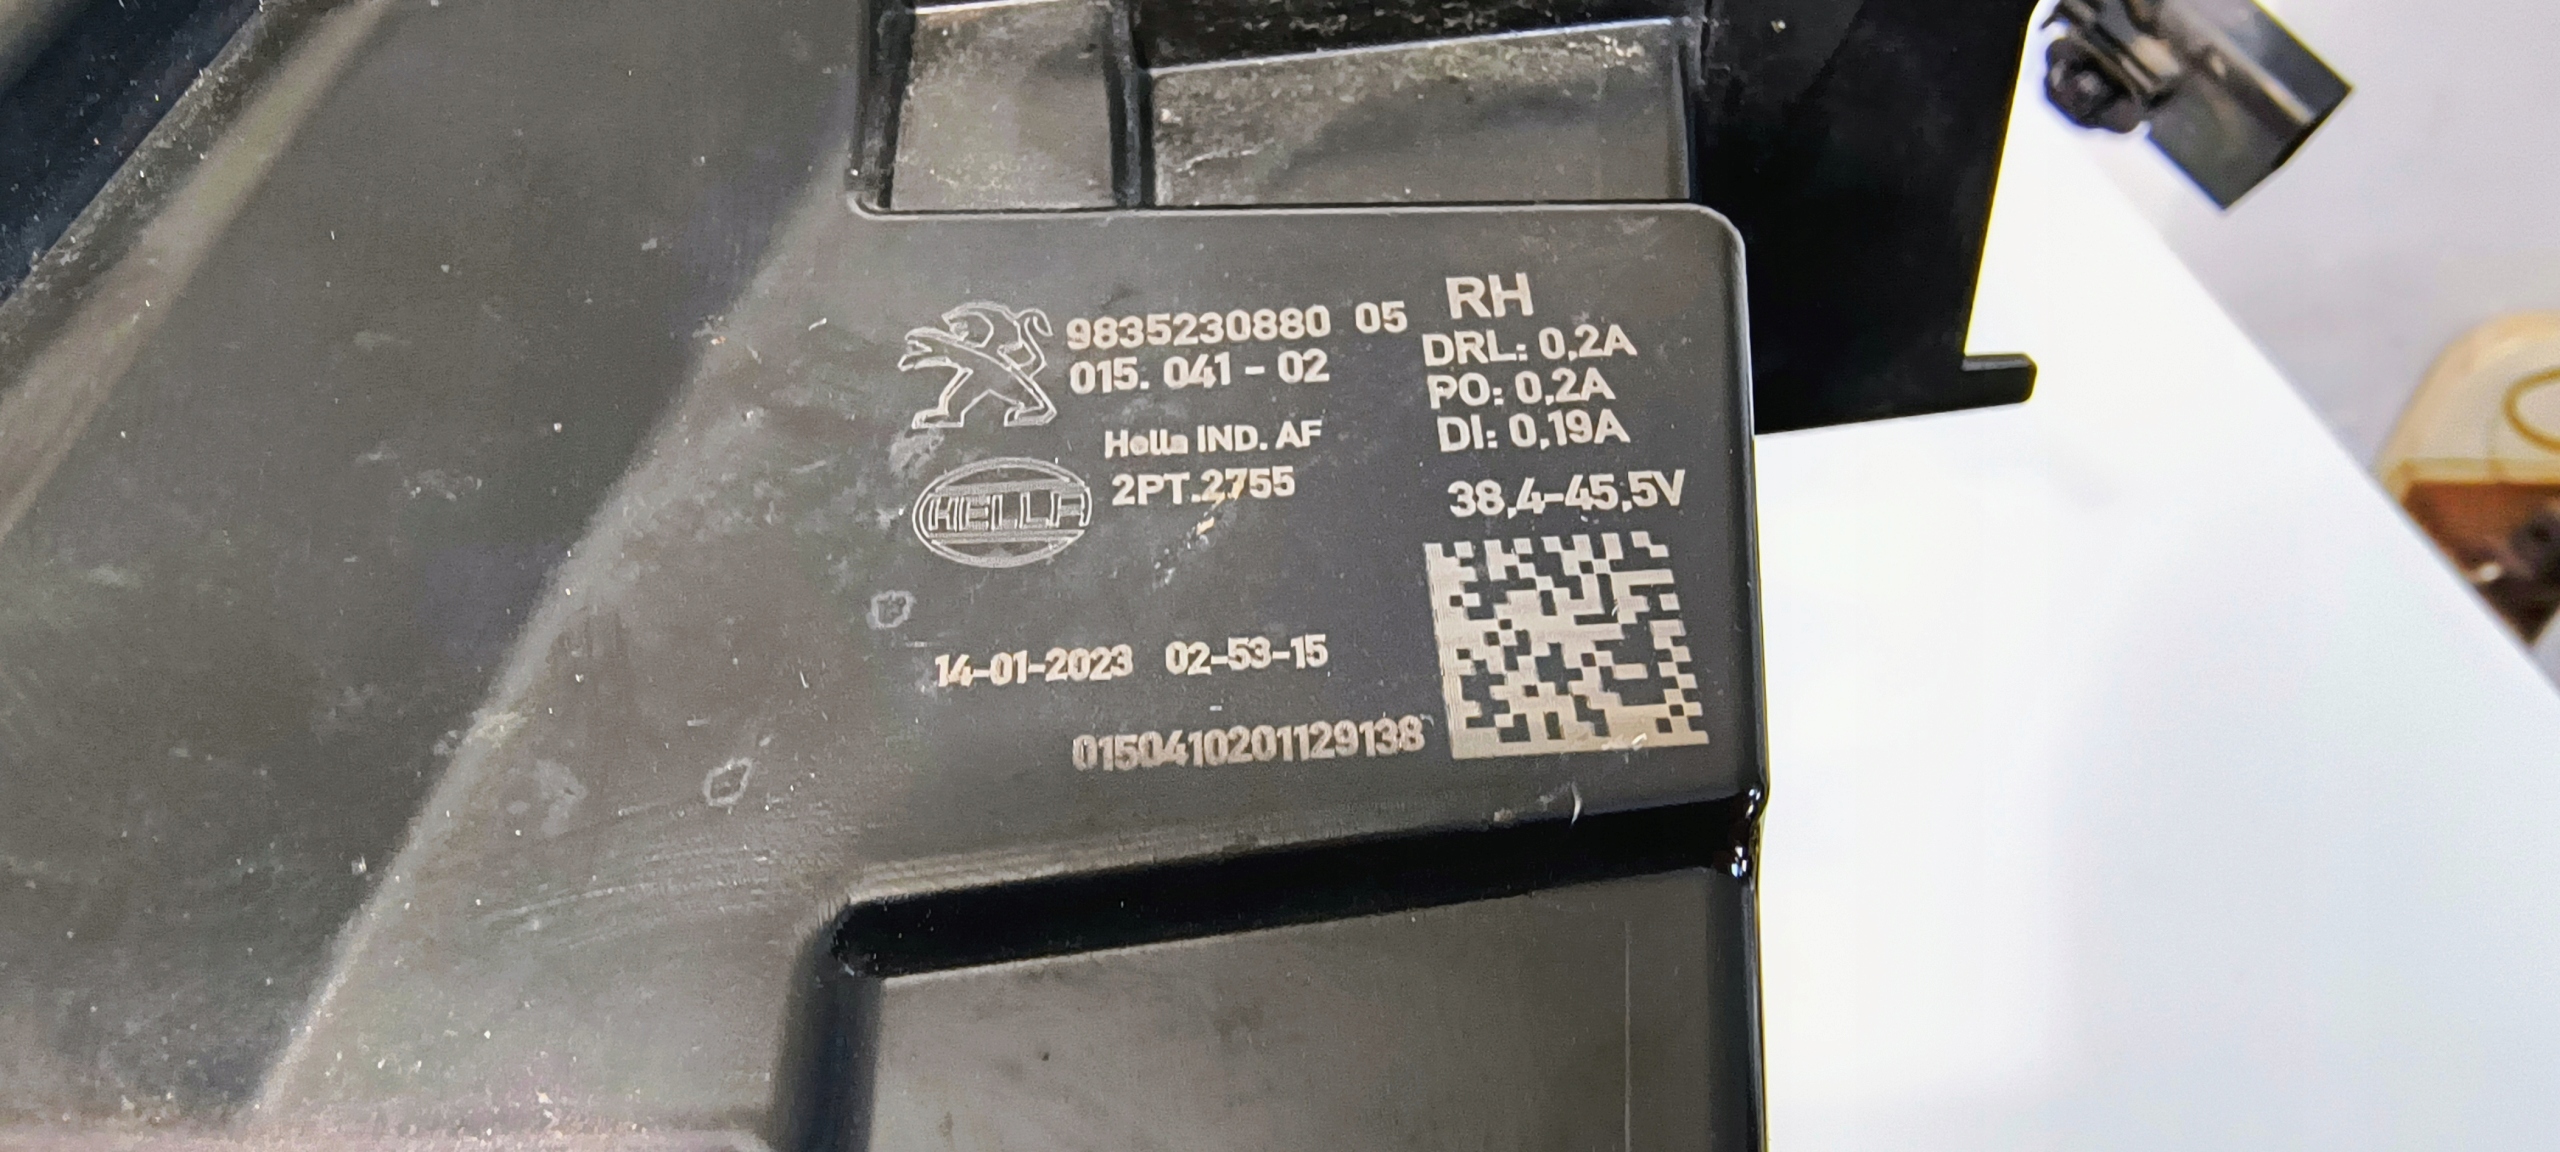 9835230880 05
015. 041 - 02
Hella IND. AF
2PT.2755
HELLA
14-01-2023 02-53-15
0150410201129138
RH
DRL: 0,2A
PO: 0,2A
DI: 0,19A
38,4-45,5V